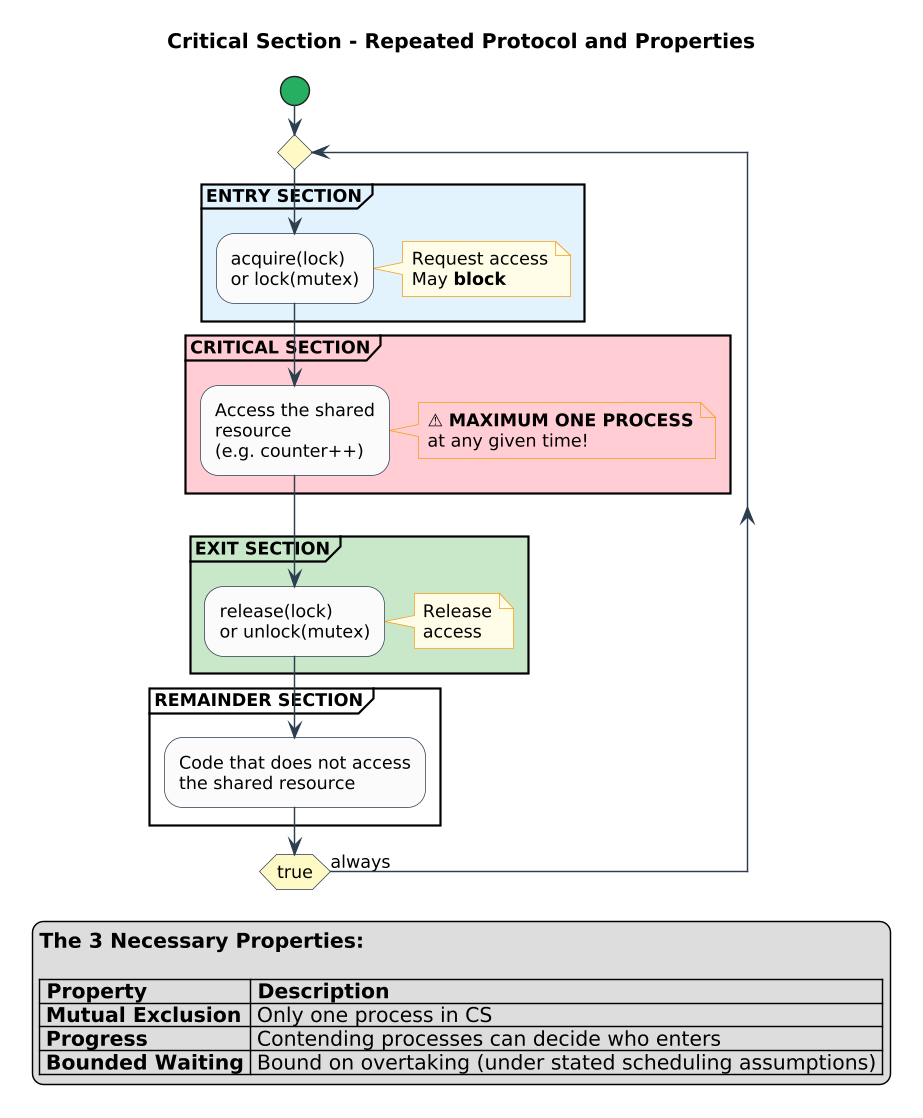 Critical Section - Repeated Protocol and Properties
ENTRY SECTION
acquire(lock)
or lock(mutex)
Request access
May block
CRITICAL SECTION
Access the shared
resource
(e.g. counter++)
⚠ MAXIMUM ONE PROCESS
at any given time!
EXIT SECTION
release(lock)
or unlock(mutex)
Release
access
REMAINDER SECTION
Code that does not access
the shared resource
true
always
The 3 Necessary Properties:
Property Description
Mutual Exclusion Only one process in CS
Progress Contending processes can decide who enters
Bounded Waiting Bound on overtaking (under stated scheduling assumptions)